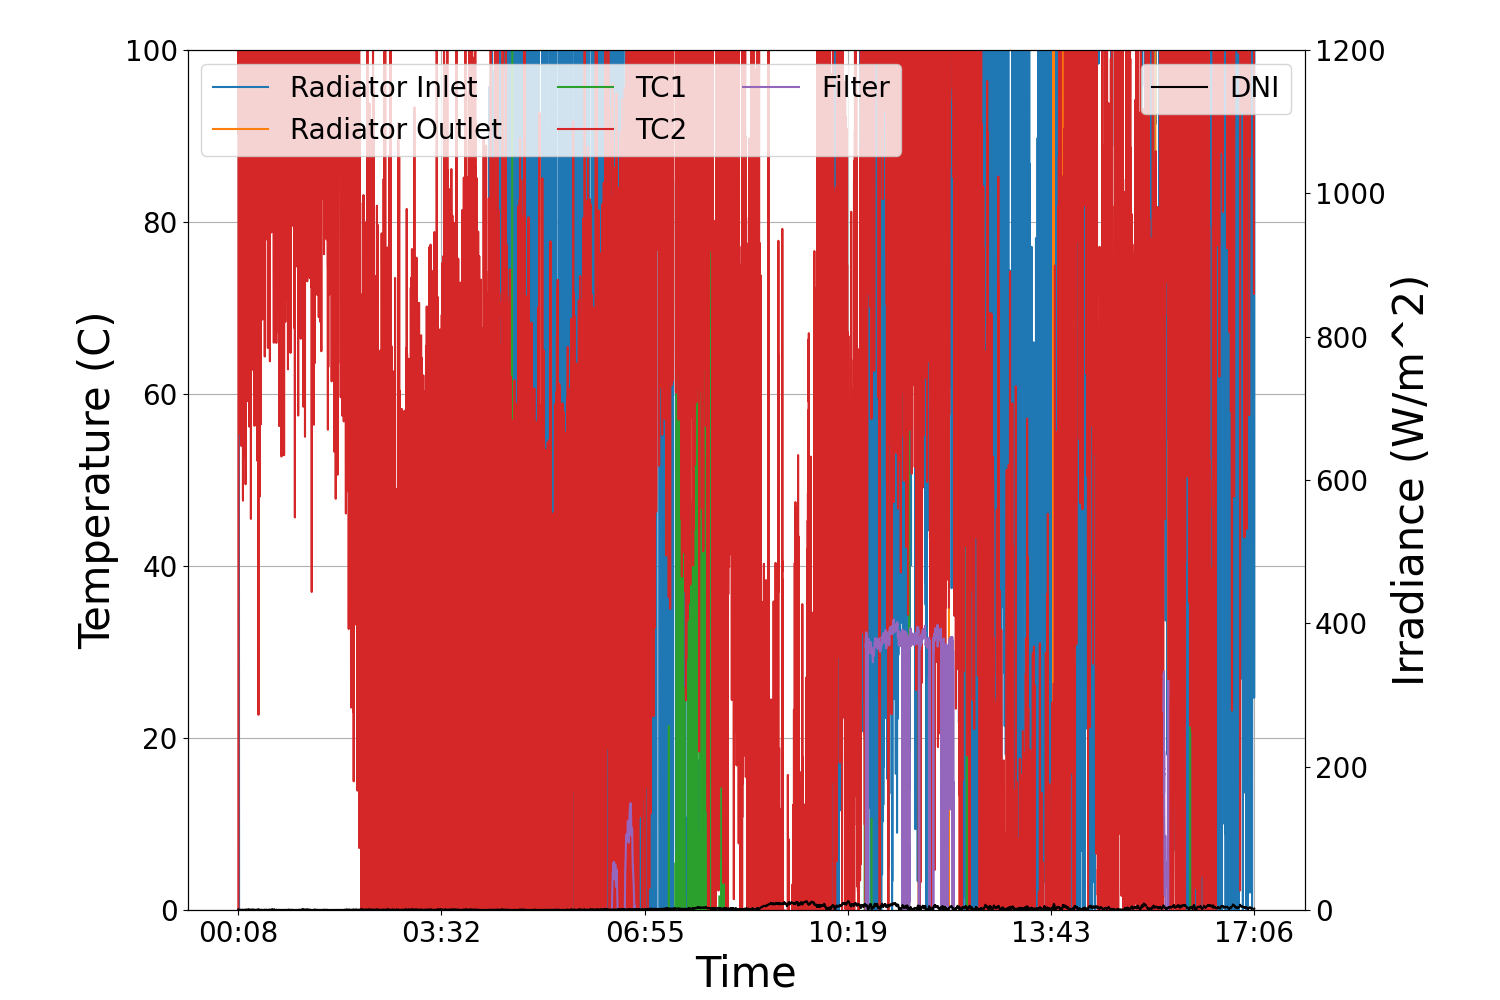 100
80
60
40
20
0
Temperature (C)
Radiator Inlet
Radiator Outlet
TC1
TC2
Filter
DNI
1200
1000
800
600
400
200
0
Irradiance (W/m^2)
00:08 03:32 06:55 10:19 13:43 17:06
Time